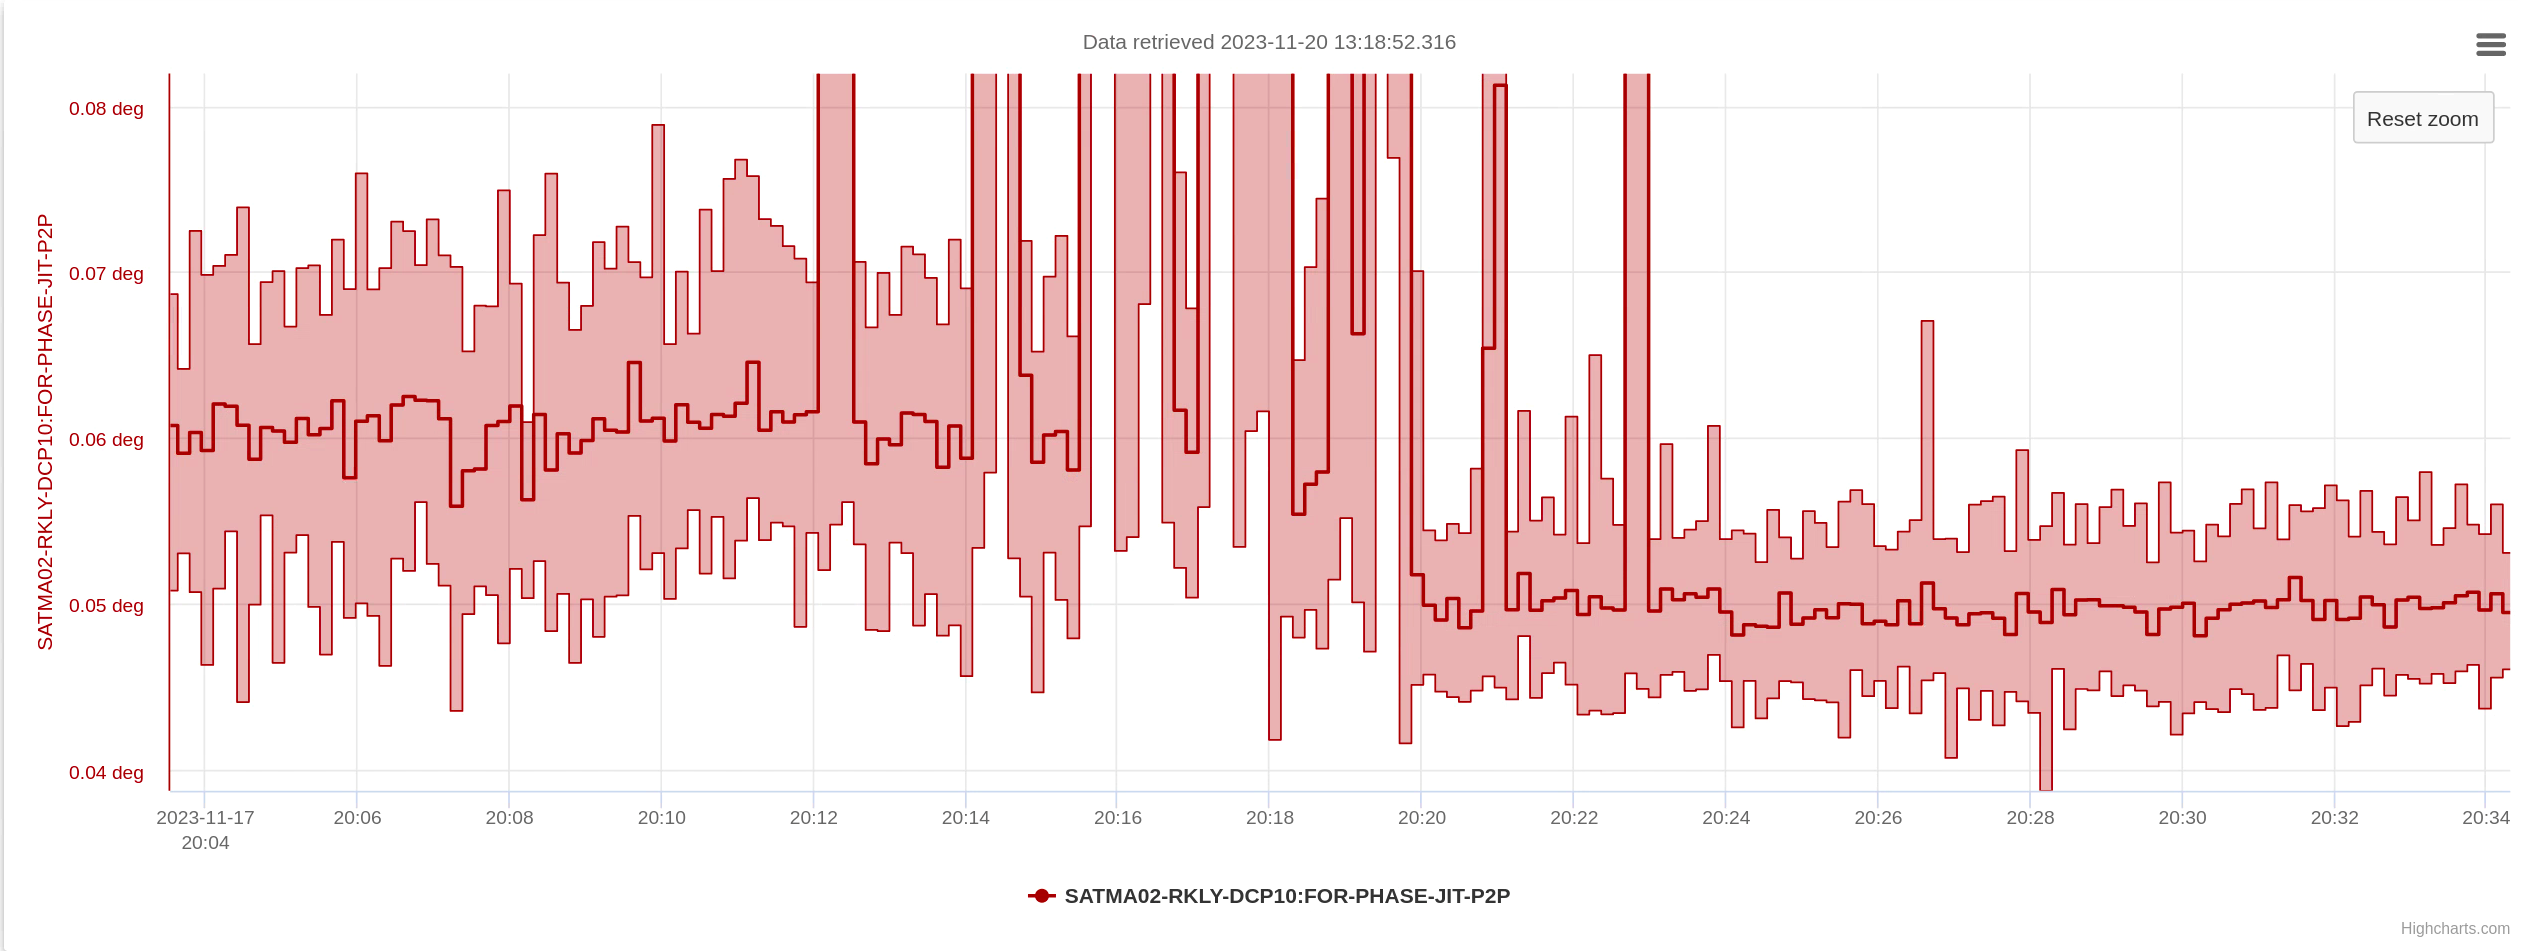 Data retrieved 2023-11-20 13:18:52.316
Reset zoom
SATMA02-RKLY-DCP10:FOR-PHASE-JIT-P2P
0.08 deg
0.07 deg
0.06 deg
0.05 deg
0.04 deg
2023-11-17
20:04
20:06
20:08
20:10
20:12
20:14
20:16
20:18
20:20
20:22
20:24
20:26
20:28
20:30
20:32
20:34
SATMA02-RKLY-DCP10:FOR-PHASE-JIT-P2P
Highcharts.com